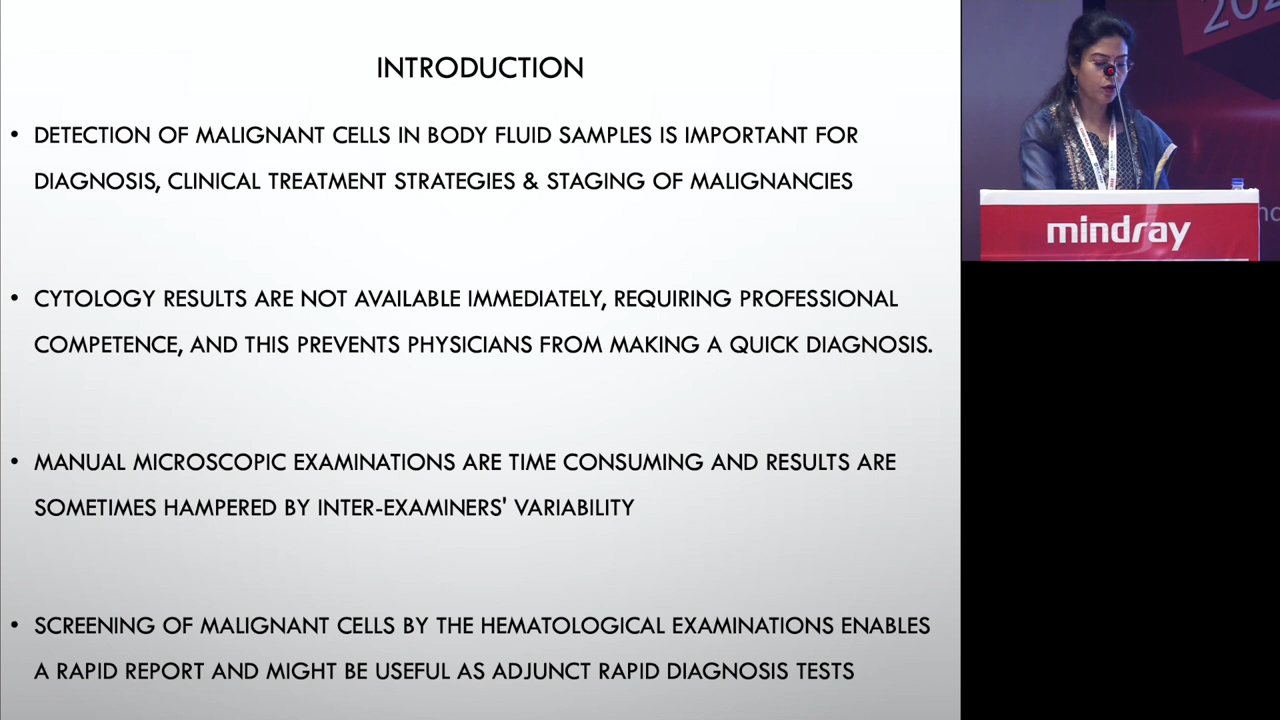 INTRODUCTION
• DETECTION OF MALIGNANT CELLS IN BODY FLUID SAMPLES IS IMPORTANT FOR
DIAGNOSIS, CLINICAL TREATMENT STRATEGIES & STAGING OF MALIGNANCIES
• CYTOLOGY RESULTS ARE NOT AVAILABLE IMMEDIATELY, REQUIRING PROFESSIONAL
COMPETENCE, AND THIS PREVENTS PHYSICIANS FROM MAKING A QUICK DIAGNOSIS.
• MANUAL MICROSCOPIC EXAMINATIONS ARE TIME CONSUMING AND RESULTS ARE
SOMETIMES HAMPERED BY INTER-EXAMINERS' VARIABILITY
• SCREENING OF MALIGNANT CELLS BY THE HEMATOLOGICAL EXAMINATIONS ENABLES
A RAPID REPORT AND MIGHT BE USEFUL AS ADJUNCT RAPID DIAGNOSIS TESTS
mindray